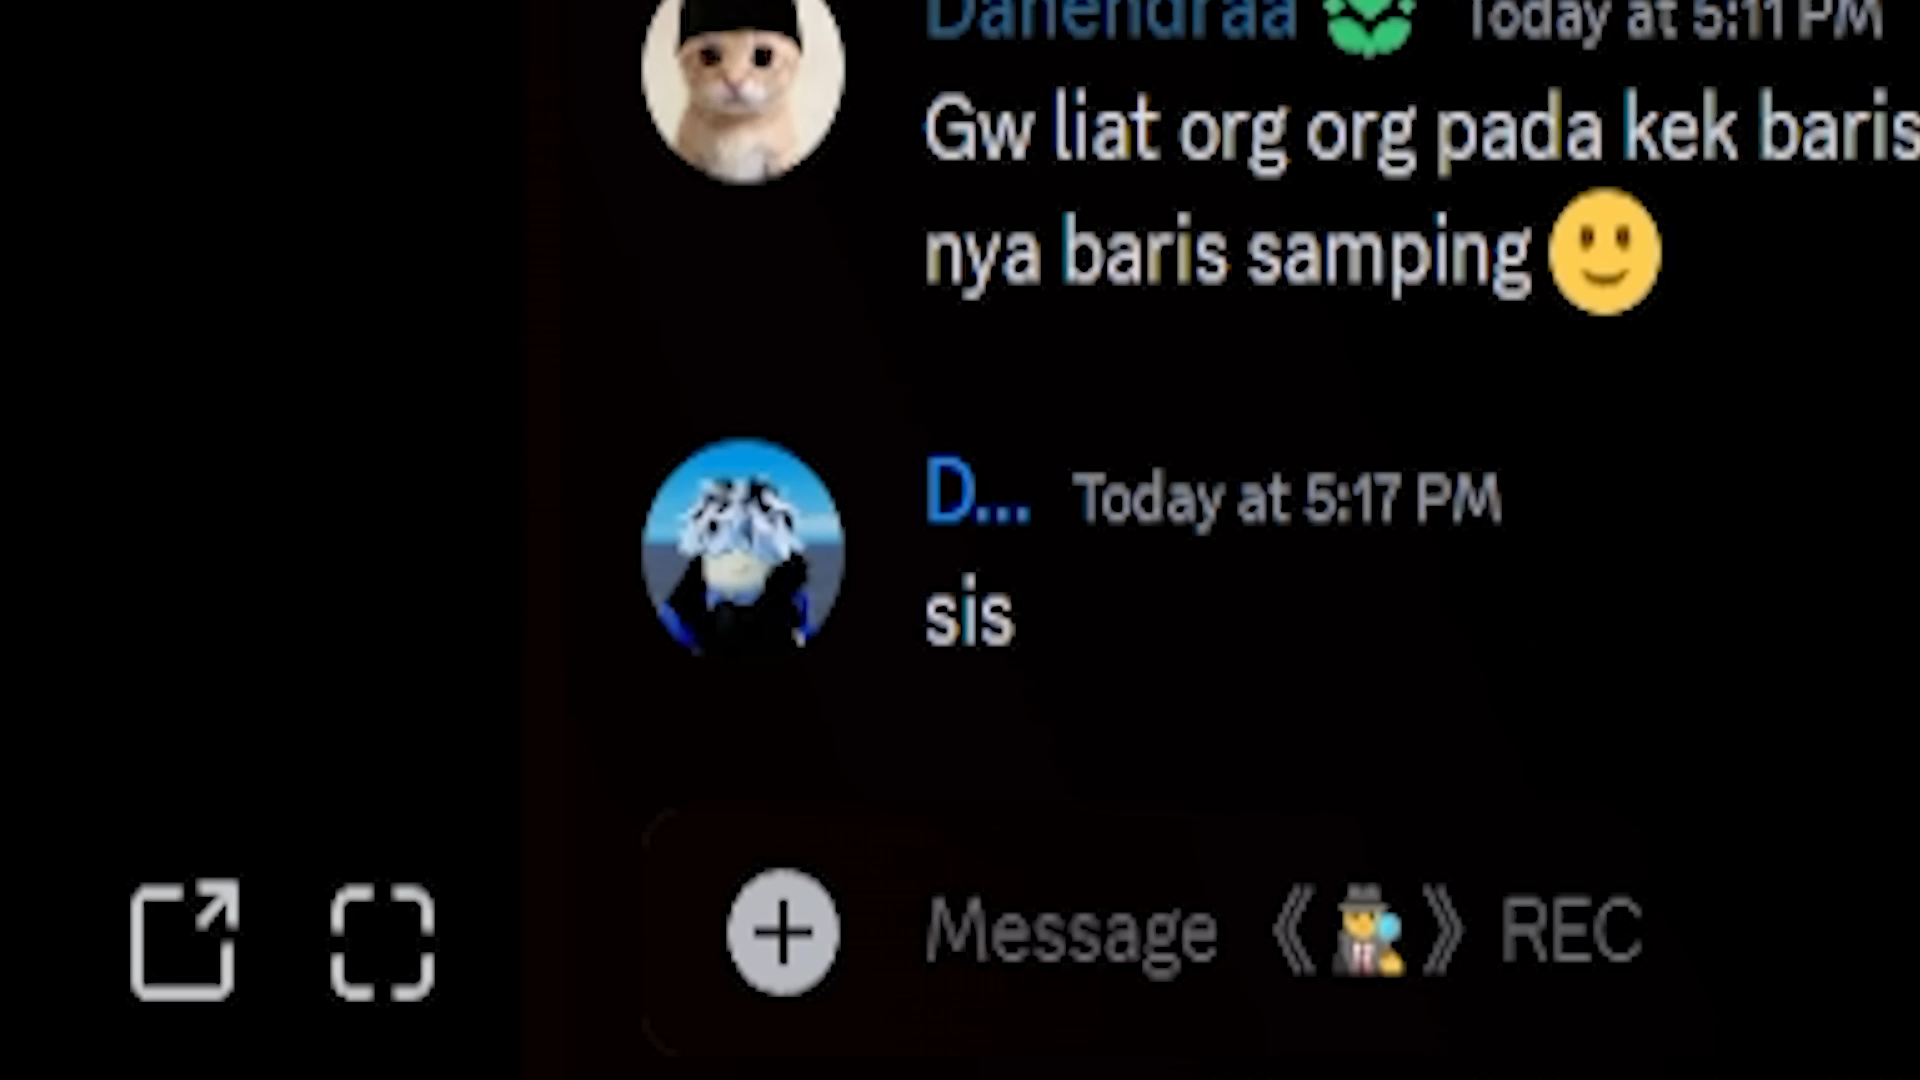 Danendraa Today at 5:11 PM
Gw liat org org pada kek baris
nya baris samping
D... Today at 5:17 PM
sis
Message 《 》 REC